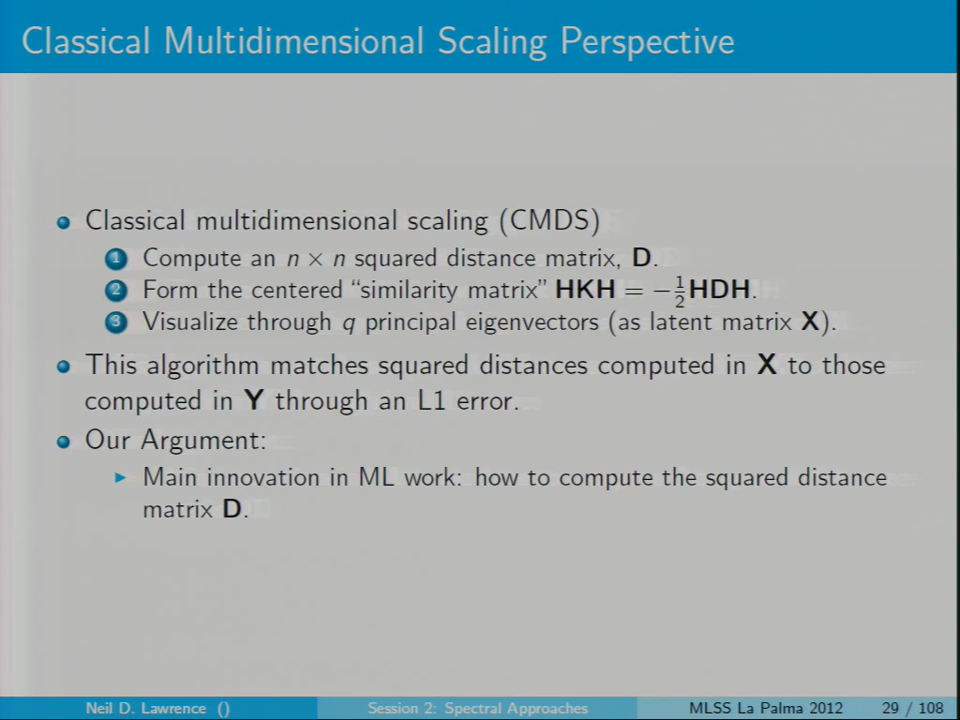 Classical Multidimensional Scaling Perspective
Classical multidimensional scaling (CMDS)
1 Compute an n × n squared distance matrix, D.
2 Form the centered “similarity matrix” HKH = −½HDH.
3 Visualize through q principal eigenvectors (as latent matrix X).
This algorithm matches squared distances computed in X to those
computed in Y through an L1 error.
Our Argument:
Main innovation in ML work: how to compute the squared distance
matrix D.
Neil D. Lawrence () Session 2: Spectral Approaches MLSS La Palma 2012 29 / 108